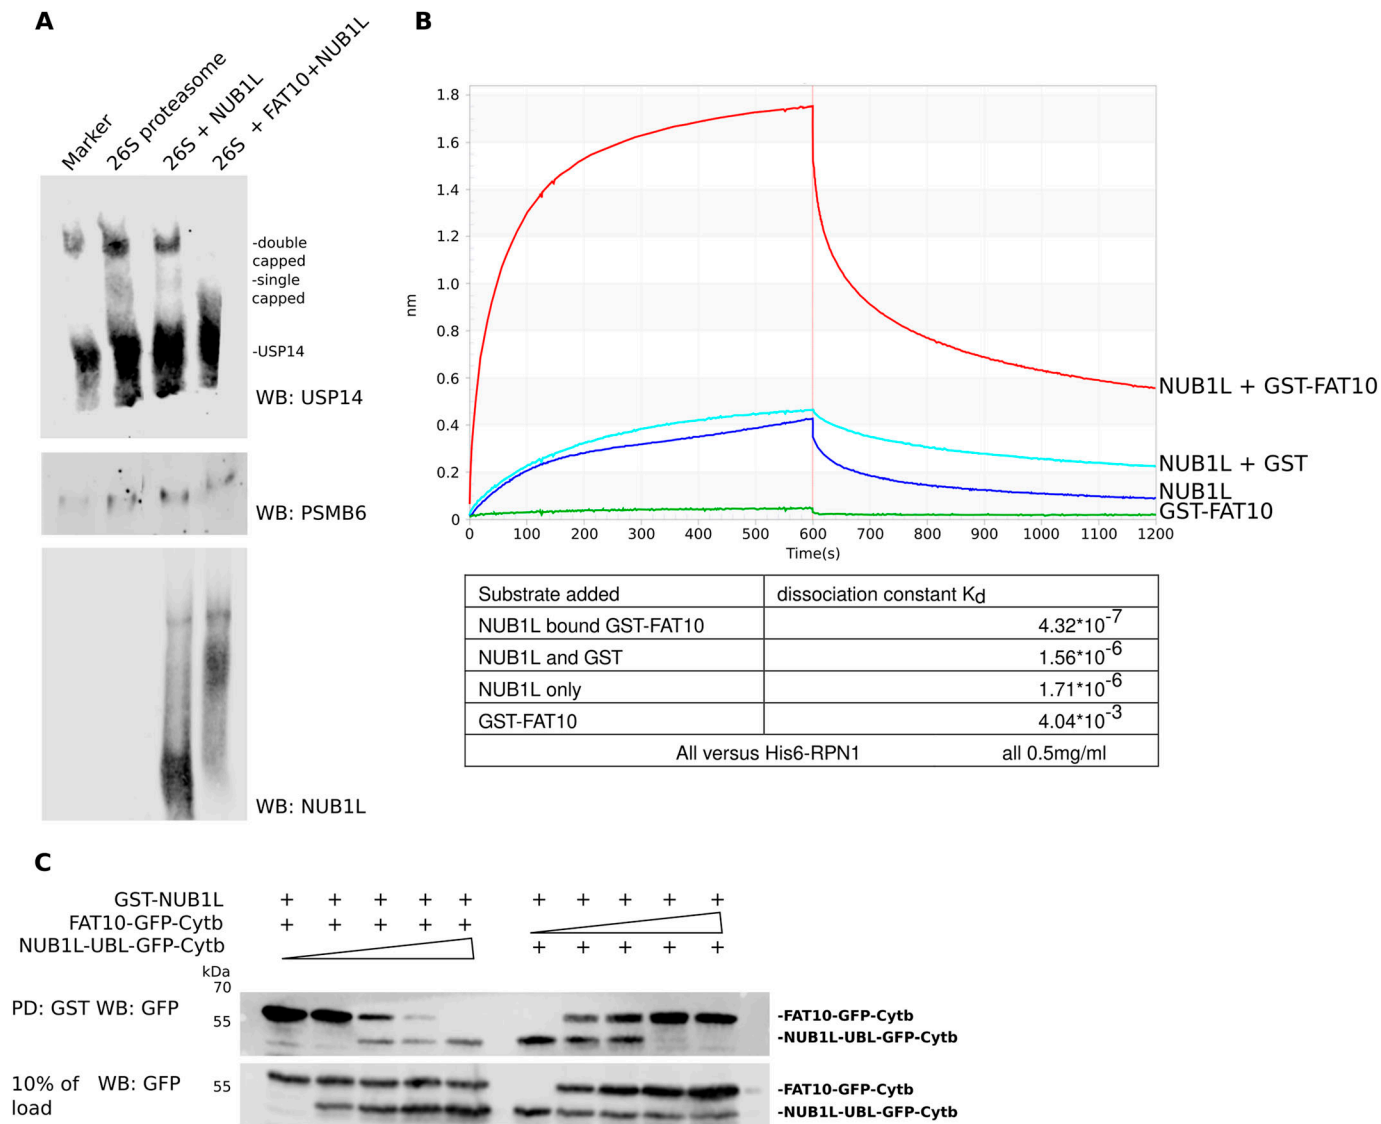 A
Marker
26S proteasome
26S + NUB1L
26S + FAT10+NUB1L
-double
capped
-single
capped
-USP14
WB: USP14
WB: PSMB6
WB: NUB1L
B
nm
1.8
1.6
1.4
1.2
1.0
0.8
0.6
0.4
0.2
0
0 100 200 300 400 500 600 700 800 900 1000 1100 1200
Time(s)
NUB1L + GST-FAT10
NUB1L + GST
NUB1L
GST-FAT10
Substrate added dissociation constant Kd
NUB1L bound GST-FAT10 4.32*10-7
NUB1L and GST 1.56*10-6
NUB1L only 1.71*10-6
GST-FAT10 4.04*10-3
All versus His6-RPN1 all 0.5mg/ml
C
GST-NUB1L + + + + + + + + + +
FAT10-GFP-Cytb + + + + +
NUB1L-UBL-GFP-Cytb + + + + +
kDa
70
PD: GST WB: GFP 55
-FAT10-GFP-Cytb
-NUB1L-UBL-GFP-Cytb
10% of WB: GFP 55
load
-FAT10-GFP-Cytb
-NUB1L-UBL-GFP-Cytb